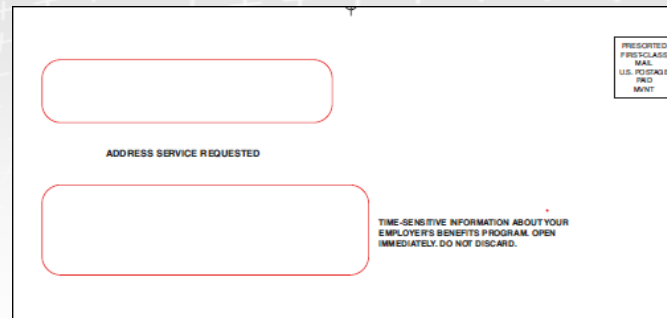 PRESORTED
FIRST-CLASS
MAIL
U.S. POSTAGE
PAID
MVNT
ADDRESS SERVICE REQUESTED
TIME-SENSITIVE INFORMATION ABOUT YOUR
EMPLOYER'S BENEFITS PROGRAM. OPEN
IMMEDIATELY. DO NOT DISCARD.